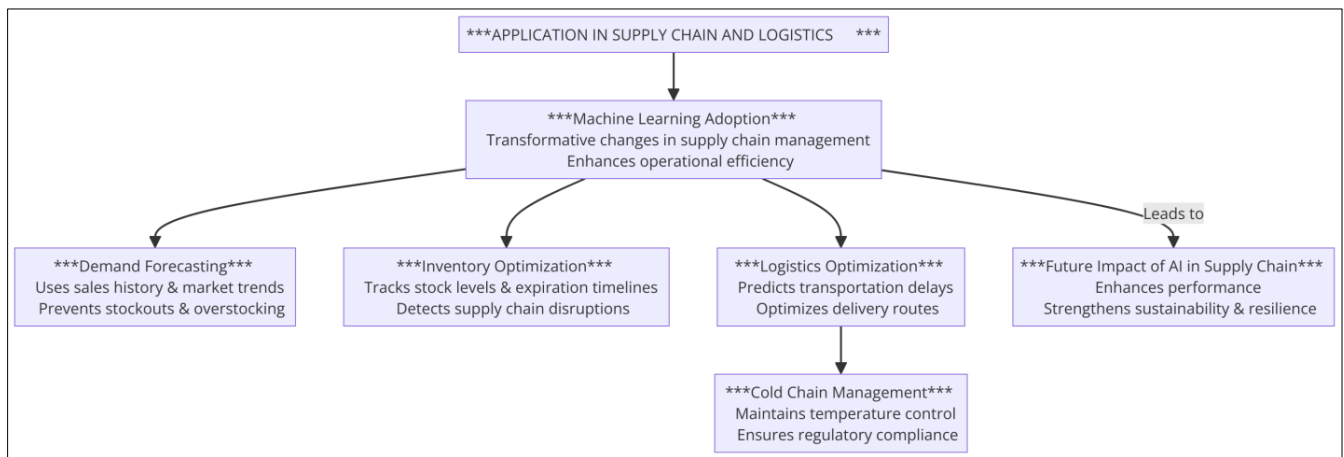 ***APPLICATION IN SUPPLY CHAIN AND LOGISTICS ***
***Machine Learning Adoption***
Transformative changes in supply chain management
Enhances operational efficiency
Leads to
***Demand Forecasting***
Uses sales history & market trends
Prevents stockouts & overstocking
***Inventory Optimization***
Tracks stock levels & expiration timelines
Detects supply chain disruptions
***Logistics Optimization***
Predicts transportation delays
Optimizes delivery routes
***Future Impact of AI in Supply Chain***
Enhances performance
Strengthens sustainability & resilience
***Cold Chain Management***
Maintains temperature control
Ensures regulatory compliance